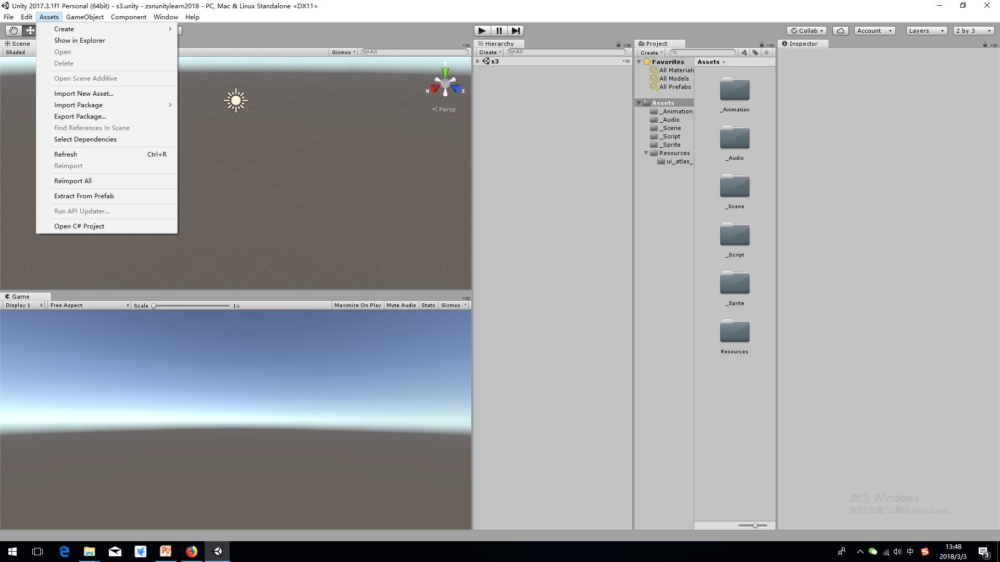 Unity 2017.3.1f1 Personal (64bit) - s3.unity - zsnunitylearn2018 - PC, Mac & Linux Standalone <DX11>
File Edit Assets GameObject Component Window Help
Collab Account Layers 2 by 3
Create
Show in Explorer
Open
Delete
Open Scene Additive
Import New Asset...
Import Package
Export Package...
Find References In Scene
Select Dependencies
Refresh Ctrl+R
Reimport
Reimport All
Extract From Prefab
Run API Updater...
Open C# Project
Scene
Shaded Gizmos All
y
x z
Persp
Game
Display 1 Free Aspect Scale 1x Maximize On Play Mute Audio Stats Gizmos
Hierarchy
Create All
s3
Project
Create
Favorites
All Materials
All Models
All Prefabs
Assets
_Animation
_Audio
_Scene
_Script
_Sprite
Resources
ui_atlas_
Assets
_Animation
_Audio
_Scene
_Script
_Sprite
Resources
Inspector
激活 Windows
转到"设置"以激活 Windows。
中
13:48
2018/3/3
3